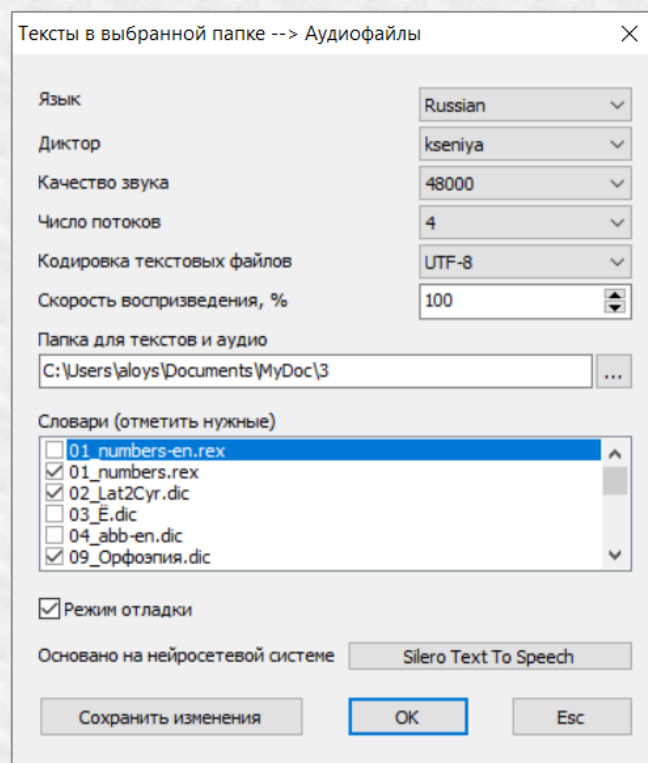 Тексты в выбранной папке --> Аудиофайлы
Язык Russian
Диктор kseniya
Качество звука 48000
Число потоков 4
Кодировка текстовых файлов UTF-8
Скорость воспризведения, % 100
Папка для текстов и аудио
C:\Users\aloys\Documents\MyDoc\3 ...
Словари (отметить нужные)
01_numbers-en.rex
01_numbers.rex
02_Lat2Cyr.dic
03_Ё.dic
04_abb-en.dic
09_Орфоэпия.dic
Режим отладки
Основано на нейросетевой системе Silero Text To Speech
Сохранить изменения OK Esc